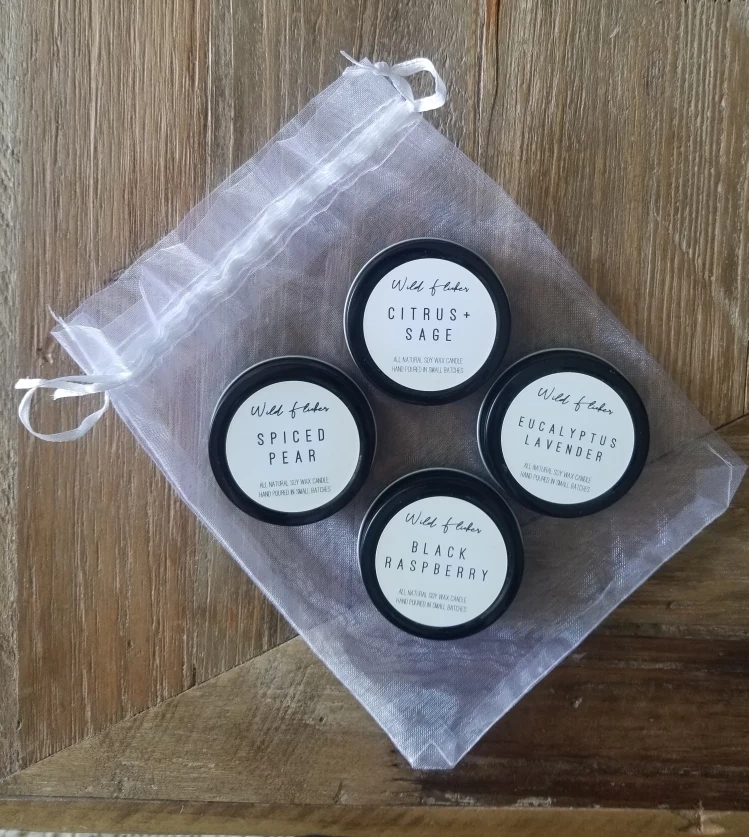 Wild Flicker
CITRUS+
SAGE
ALL NATURAL SOY WAX CANDLE
HAND POURED IN SMALL BATCHES
Wild Flicker
SPICED
PEAR
ALL NATURAL SOY WAX CANDLE
HAND POURED IN SMALL BATCHES
Wild Flicker
EUCALYPTUS
LAVENDER
ALL NATURAL SOY WAX CANDLE
HAND POURED IN SMALL BATCHES
Wild Flicker
BLACK
RASPBERRY
ALL NATURAL SOY WAX CANDLE
HAND POURED IN SMALL BATCHES